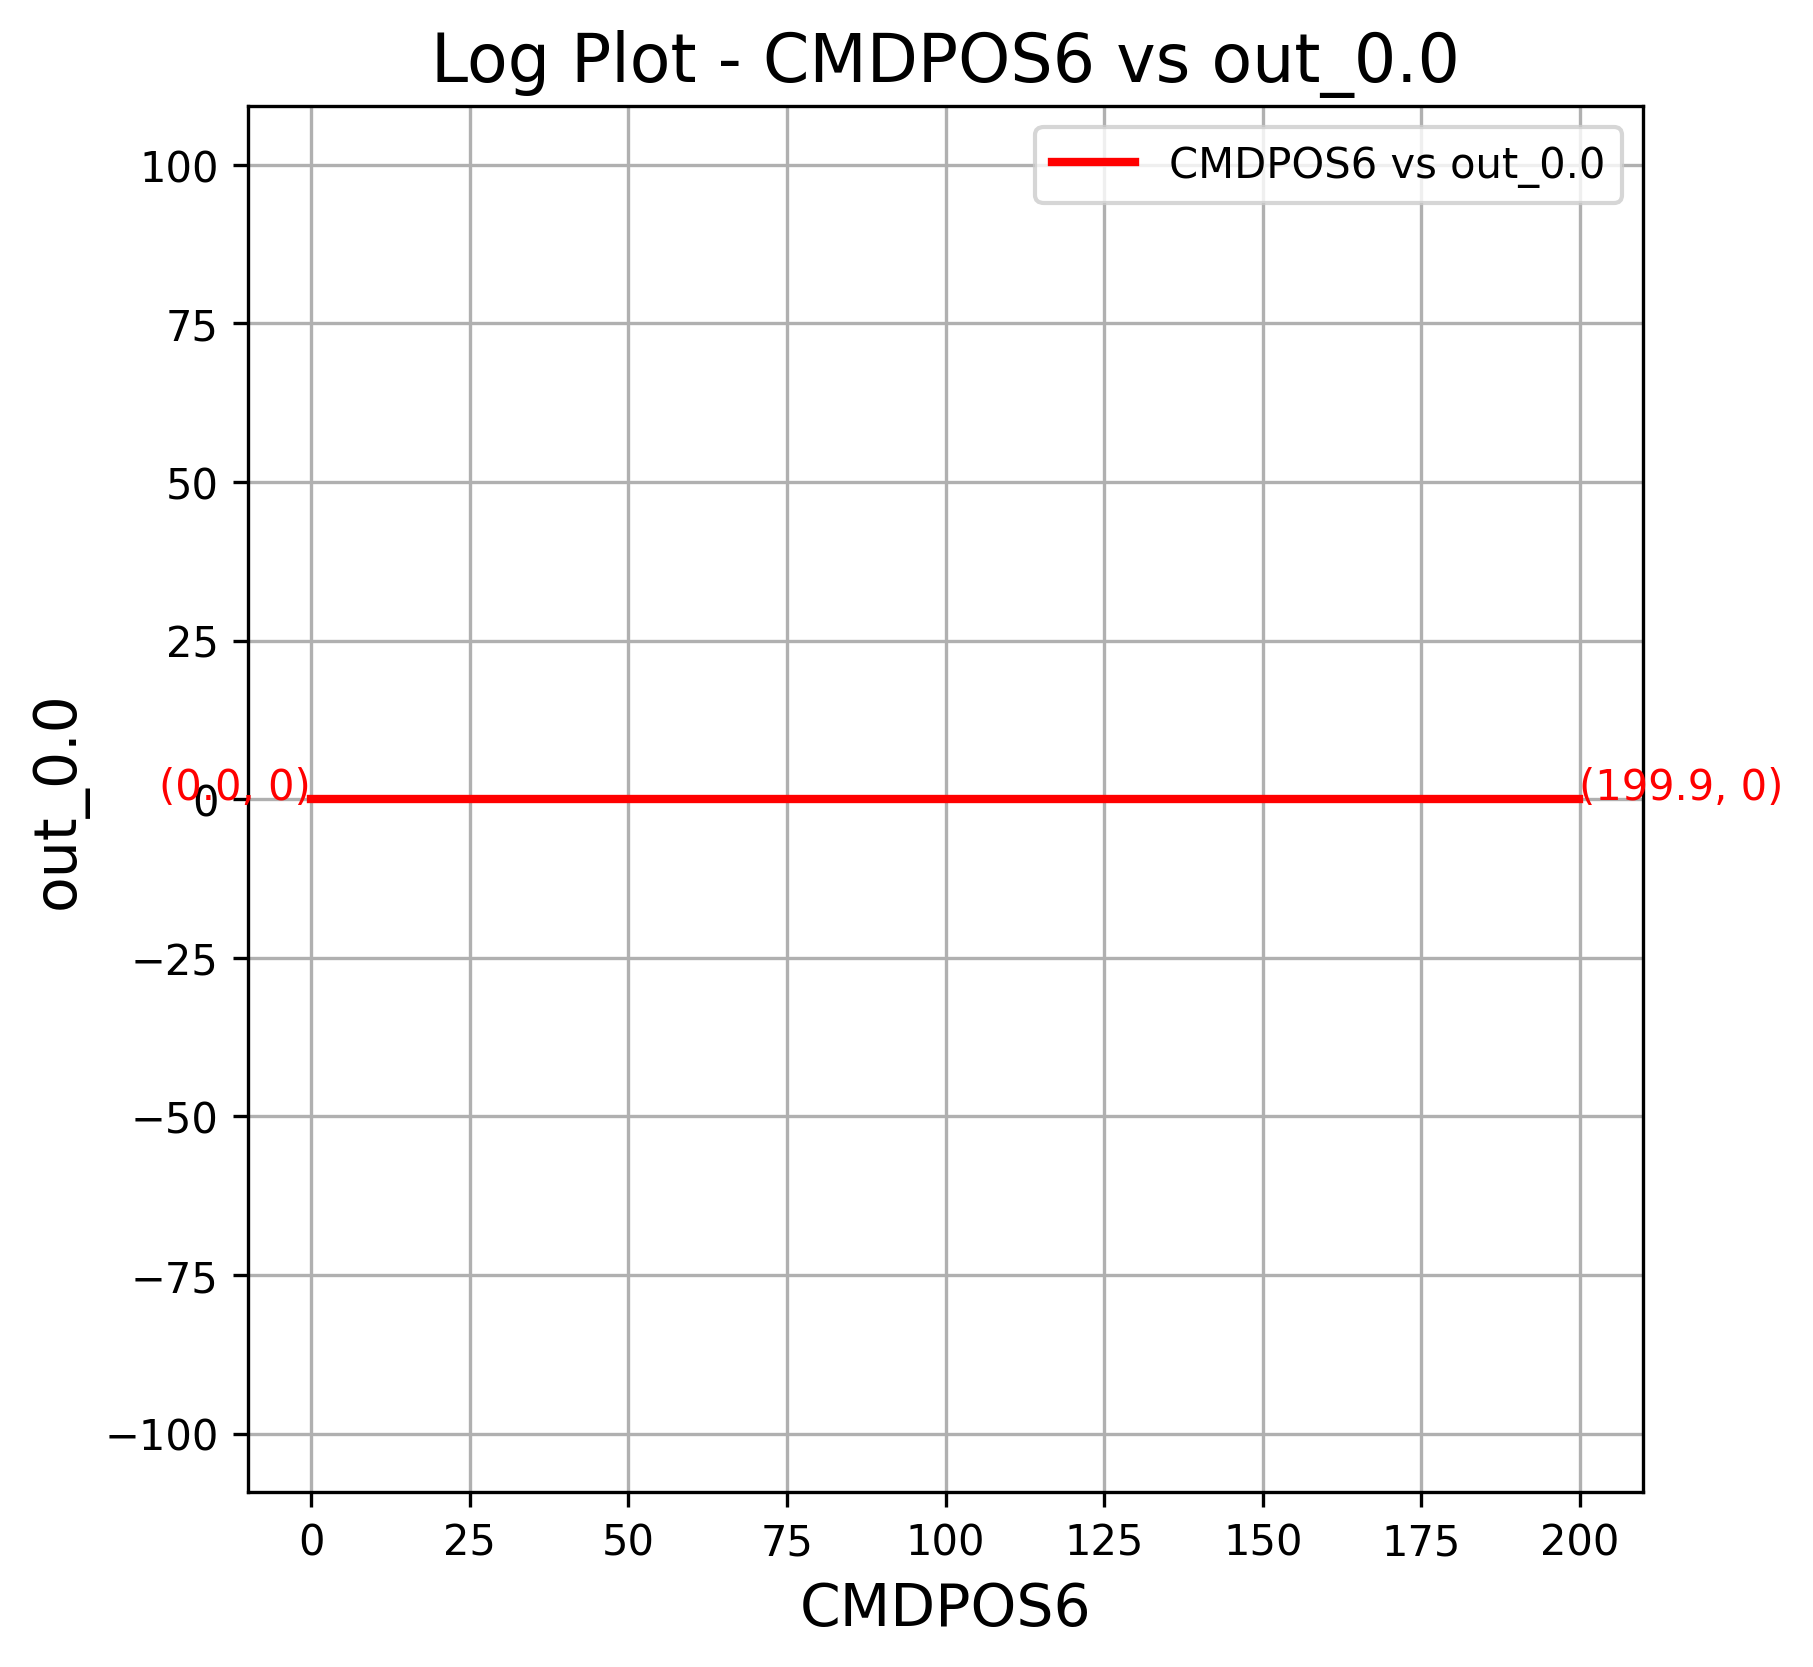 Log Plot - CMDPOS6 vs out_0.0
CMDPOS6 vs out_0.0
100
75
50
25
0
−25
−50
−75
−100
out_0.0
(0.0, 0)
(199.9, 0)
0 25 50 75 100 125 150 175 200
CMDPOS6